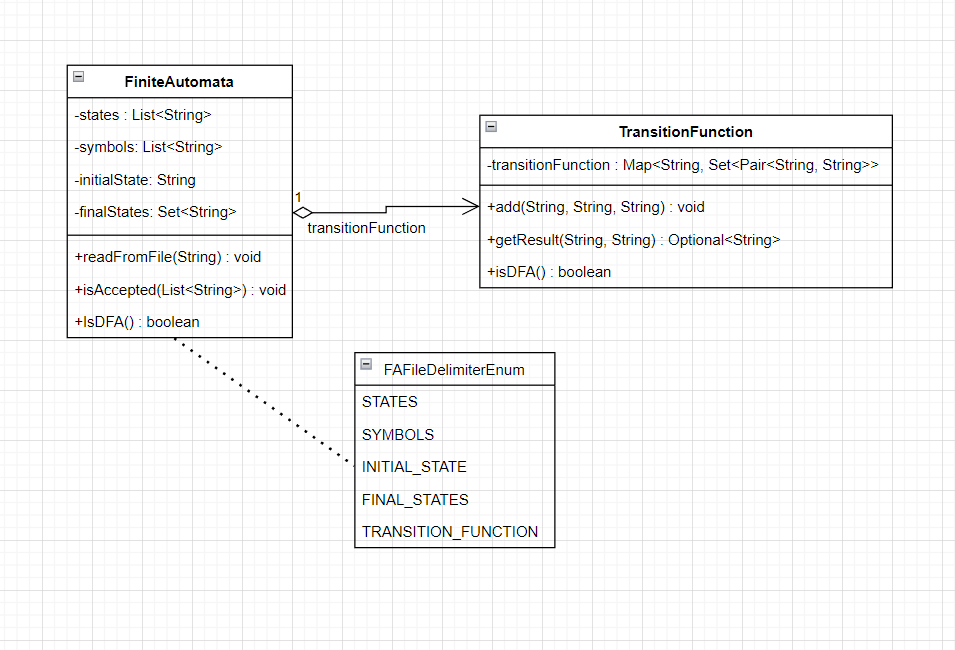 FiniteAutomata
-states : List<String>
-symbols: List<String>
-initialState: String
-finalStates: Set<String>
+readFromFile(String) : void
+isAccepted(List<String>) : void
+IsDFA() : boolean
1
transitionFunction
TransitionFunction
-transitionFunction : Map<String, Set<Pair<String, String>>
+add(String, String, String) : void
+getResult(String, String) : Optional<String>
+isDFA() : boolean
FAFileDelimiterEnum
STATES
SYMBOLS
INITIAL_STATE
FINAL_STATES
TRANSITION_FUNCTION